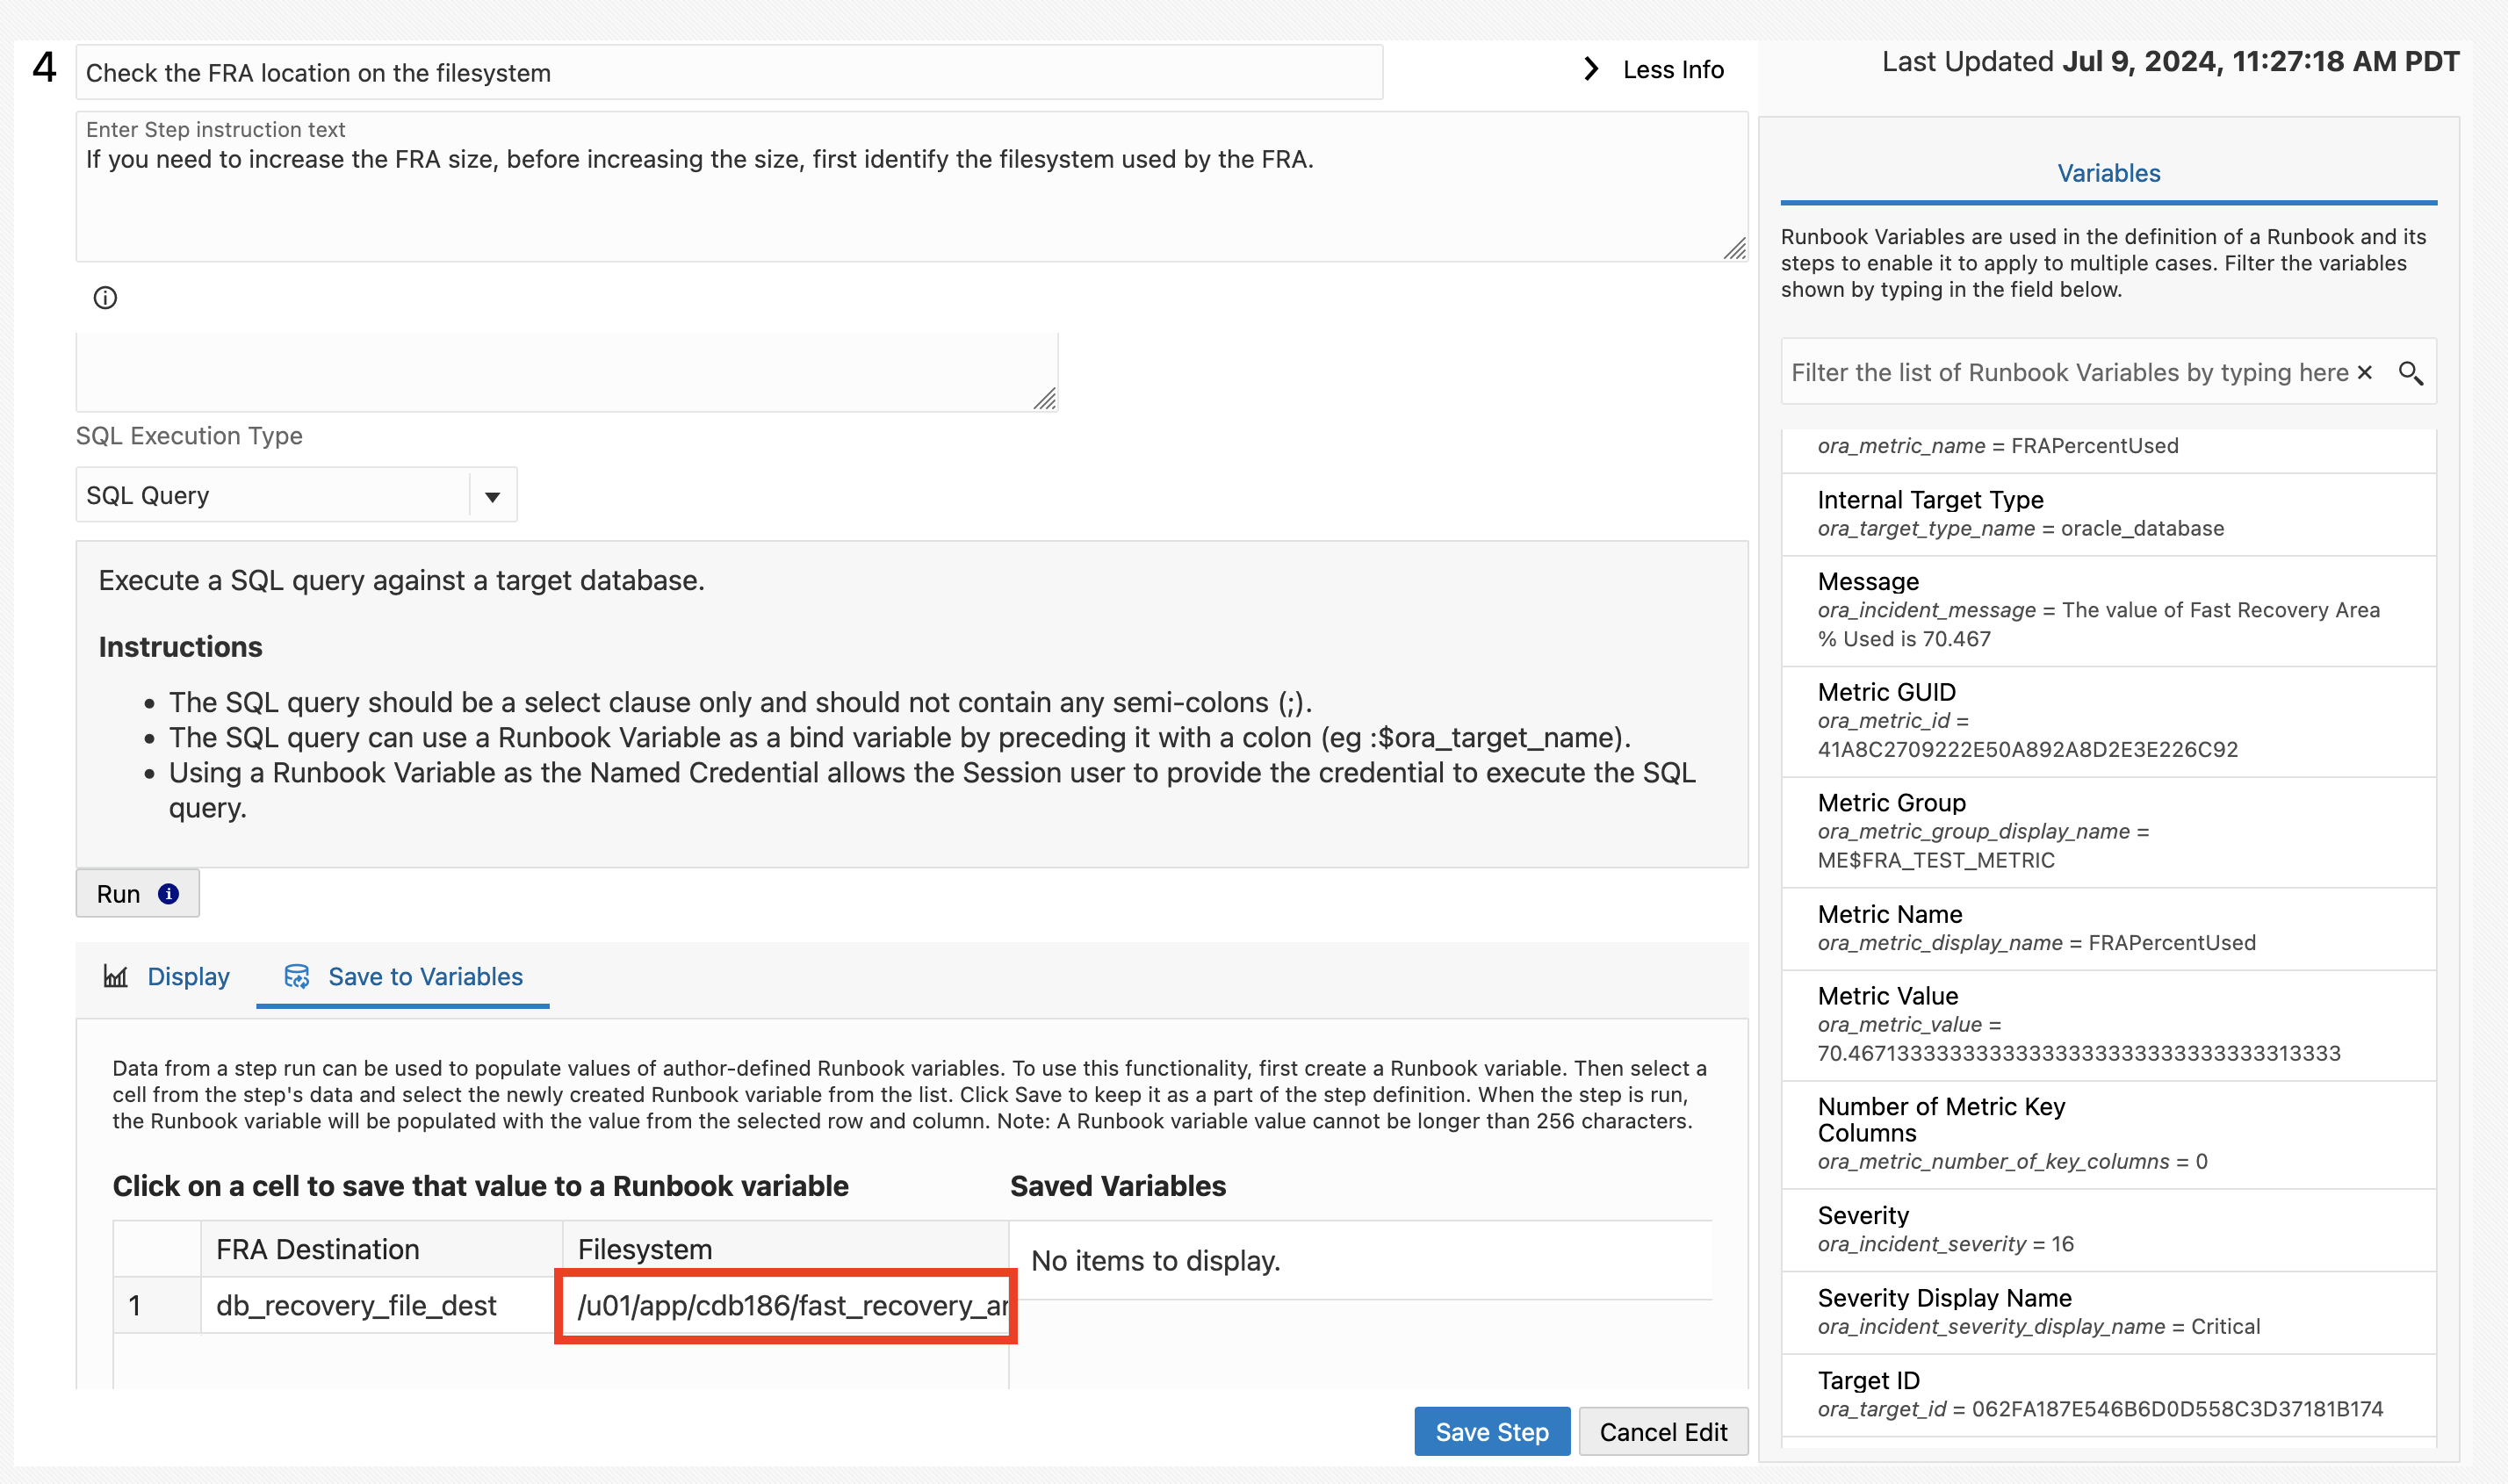 4
Check the FRA location on the filesystem
Less Info
Enter Step instruction text
If you need to increase the FRA size, before increasing the size, first identify the filesystem used by the FRA.
SQL Execution Type
SQL Query
Execute a SQL query against a target database.
Instructions
• The SQL query should be a select clause only and should not contain any semi-colons (;).
• The SQL query can use a Runbook Variable as a bind variable by preceding it with a colon (eg :$ora_target_name).
• Using a Runbook Variable as the Named Credential allows the Session user to provide the credential to execute the SQL
query.
Run
Display
Save to Variables
Data from a step run can be used to populate values of author-defined Runbook variables. To use this functionality, first create a Runbook variable. Then select a
cell from the step's data and select the newly created Runbook variable from the list. Click Save to keep it as a part of the step definition. When the step is run,
the Runbook variable will be populated with the value from the selected row and column. Note: A Runbook variable value cannot be longer than 256 characters.
Click on a cell to save that value to a Runbook variable
FRA Destination Filesystem
1 db_recovery_file_dest /u01/app/cdb186/fast_recovery_ar
Saved Variables
No items to display.
Save Step
Cancel Edit
Last Updated Jul 9, 2024, 11:27:18 AM PDT
Variables
Runbook Variables are used in the definition of a Runbook and its
steps to enable it to apply to multiple cases. Filter the variables
shown by typing in the field below.
Filter the list of Runbook Variables by typing here
ora_metric_name = FRAPercentUsed
Internal Target Type
ora_target_type_name = oracle_database
Message
ora_incident_message = The value of Fast Recovery Area
% Used is 70.467
Metric GUID
ora_metric_id =
41A8C2709222E50A892A8D2E3E226C92
Metric Group
ora_metric_group_display_name =
ME$FRA_TEST_METRIC
Metric Name
ora_metric_display_name = FRAPercentUsed
Metric Value
ora_metric_value =
Number of Metric Key
Columns
ora_metric_number_of_key_columns = 0
Severity
ora_incident_severity = 16
Severity Display Name
ora_incident_severity_display_name = Critical
Target ID
ora_target_id = 062FA187E546B6D0D558C3D37181B174